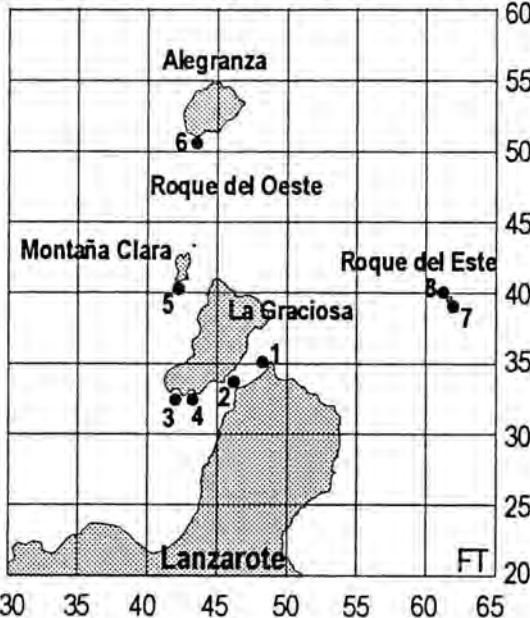 60
Alegranza
55
6
50
Roque del Oeste
45
Montaña Clara
Roque del Este
40
5
8
7
La Graciosa
1
35
2
3
4
30
25
Lanzarote
FT
20
30 35 40 45 50 55 60 65